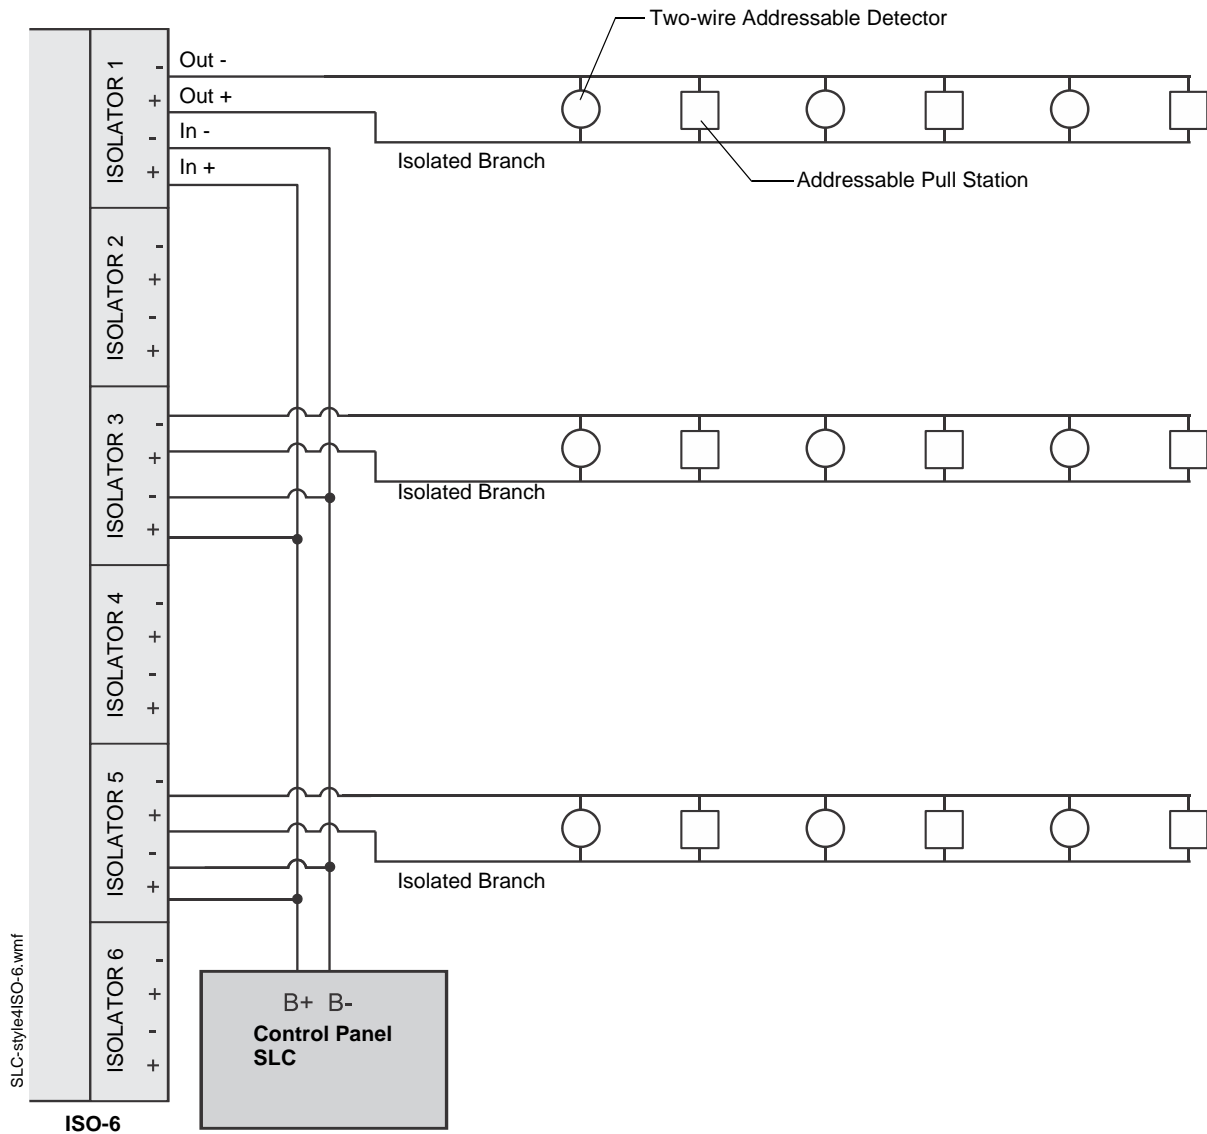 Two-wire Addressable Detector
ISOLATOR 1
-
Out -
+
Out +
-
In -
+
In +
Isolated Branch
Addressable Pull Station
ISOLATOR 2
-
+
-
+
ISOLATOR 3
-
+
-
+
Isolated Branch
ISOLATOR 4
-
+
-
+
ISOLATOR 5
-
+
-
+
Isolated Branch
ISOLATOR 6
-
+
-
+
B+ B-
Control Panel
SLC
SLC-style4ISO-6.wmf
ISO-6